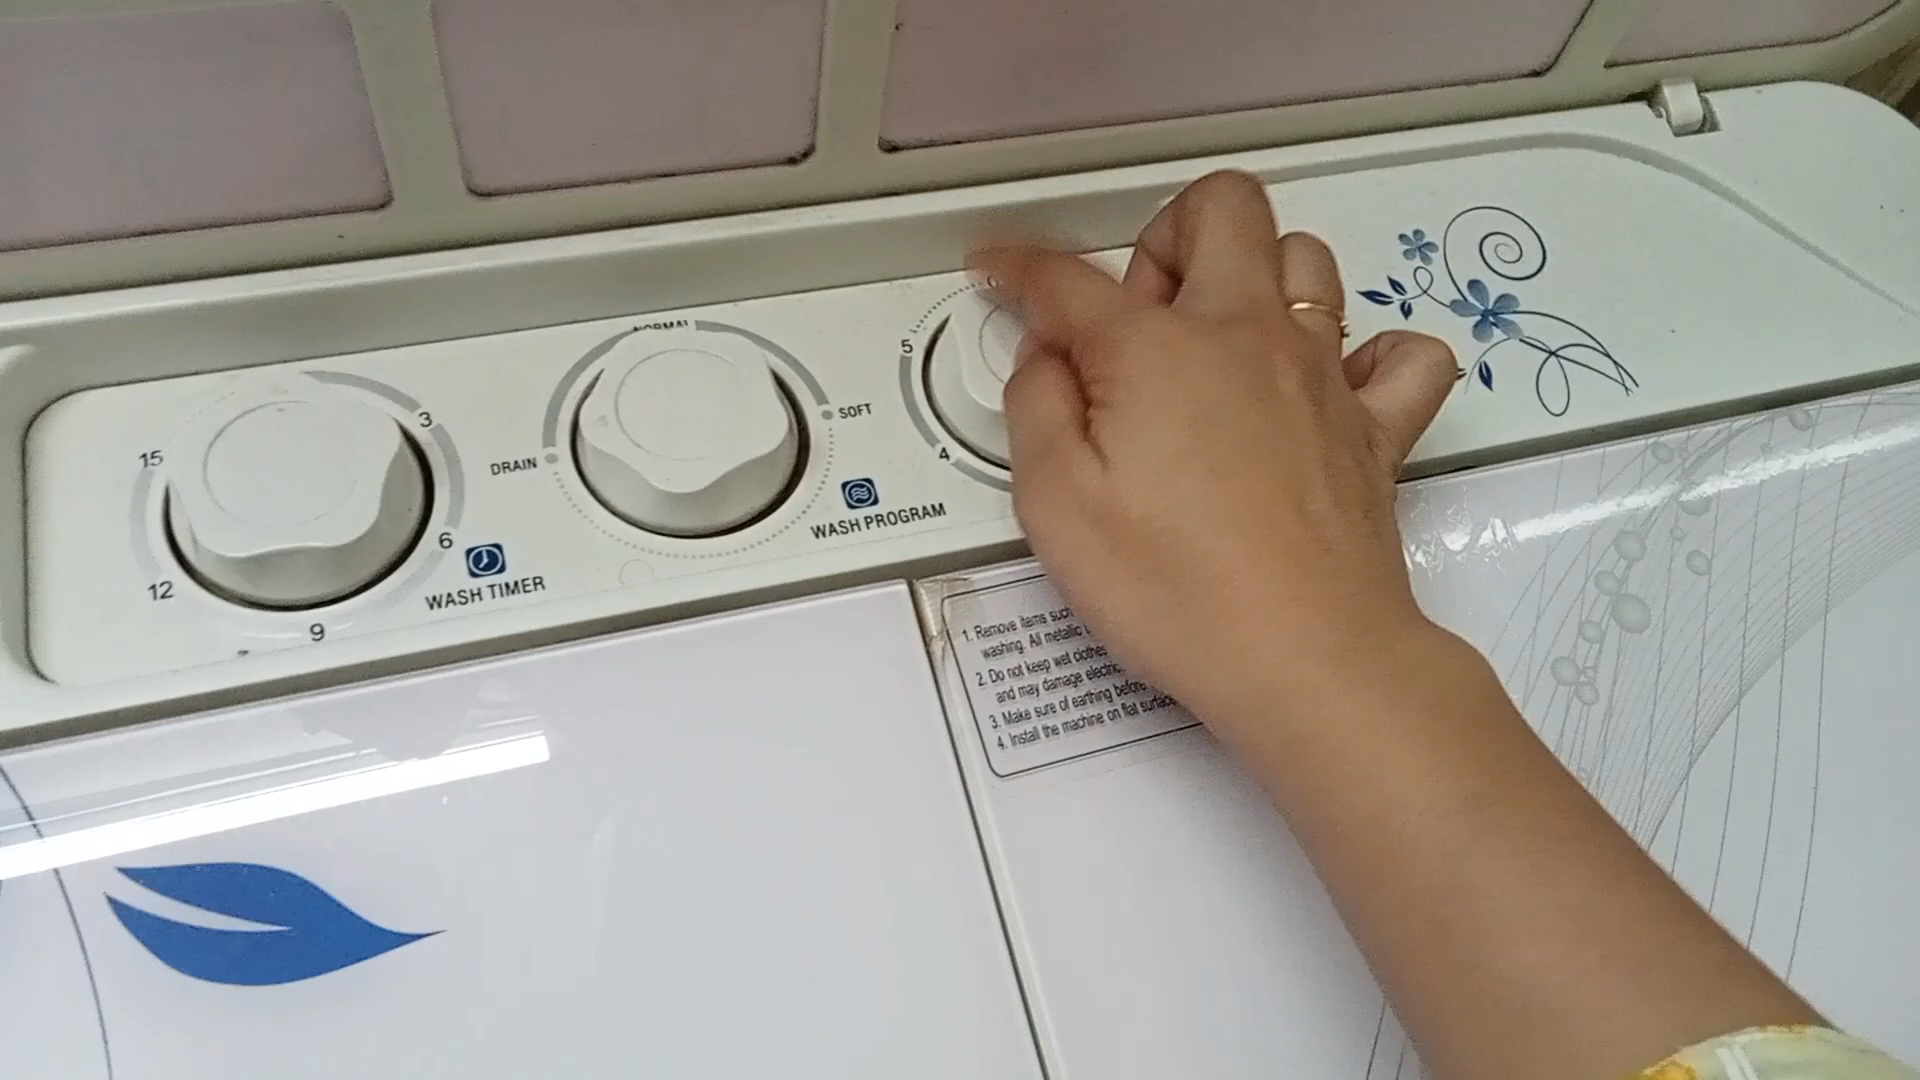 15
3
12
6
9
WASH TIMER
DRAIN
NORMAL
SOFT
WASH PROGRAM
5
4
1. Remove items such
washing. All metallic
2. Do not keep wet clothes
and may damage electric
3. Make sure of earthing before
4. Install the machine on flat surface